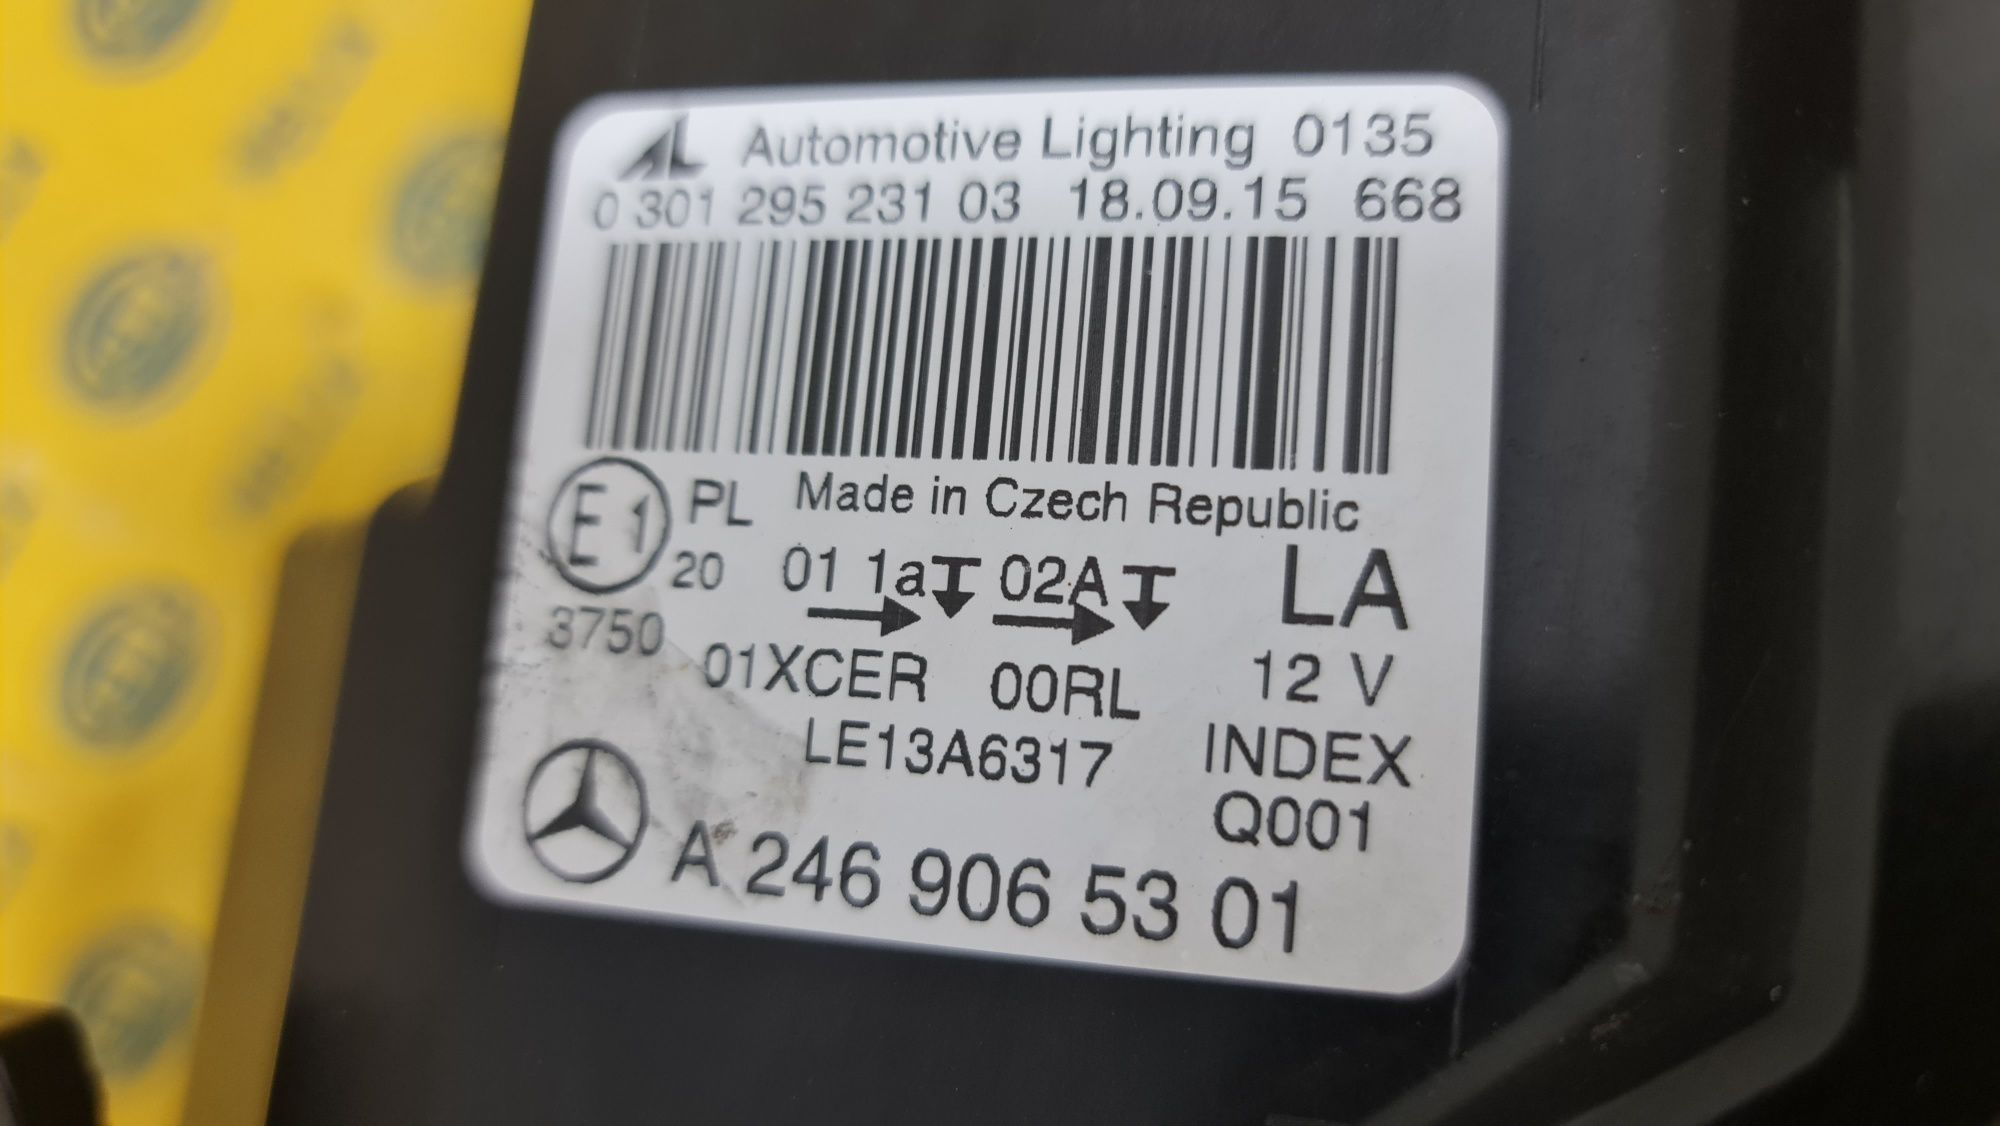 AL Automotive Lighting 0135
0 301 295 231 03 18.09.15 668
E1 PL Made in Czech Republic
20 01 1a 02A LA
3750
01XCER 00RL 12 V
LE13A6317 INDEX
Q001
A 246 906 53 01